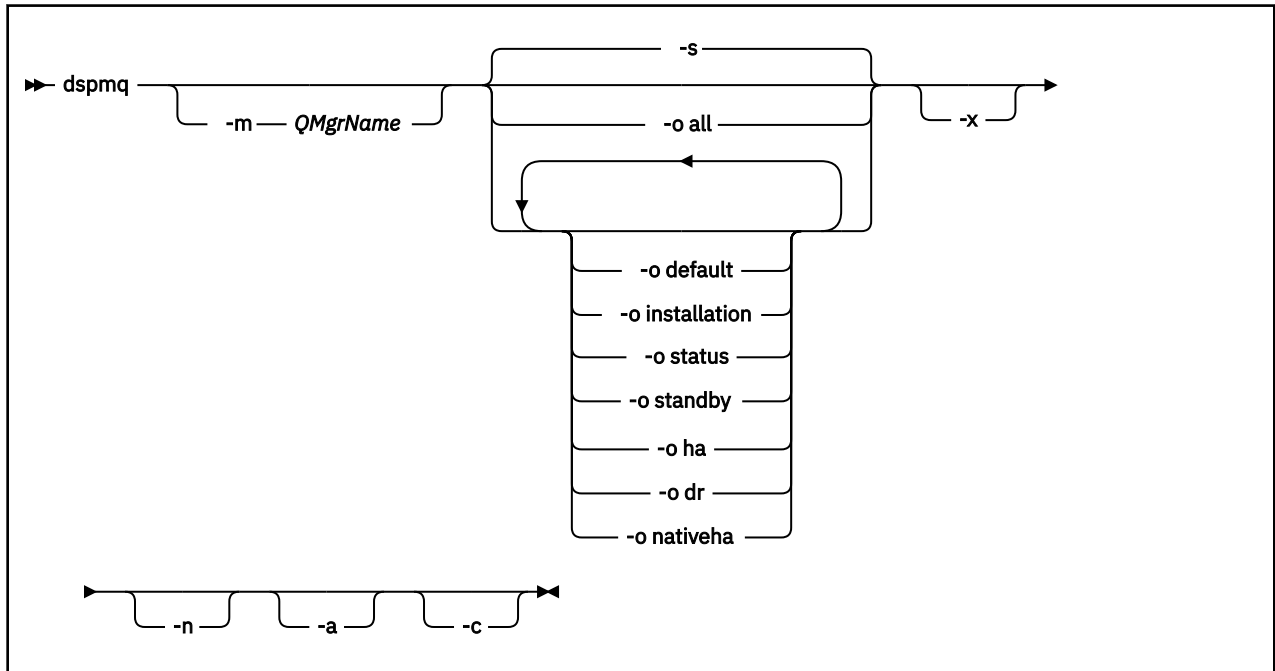 -s
dspmq
-m QMgrName
-o all
-x
-o default
-o installation
-o status
-o standby
-o ha
-o dr
-o nativeha
-n -a -c